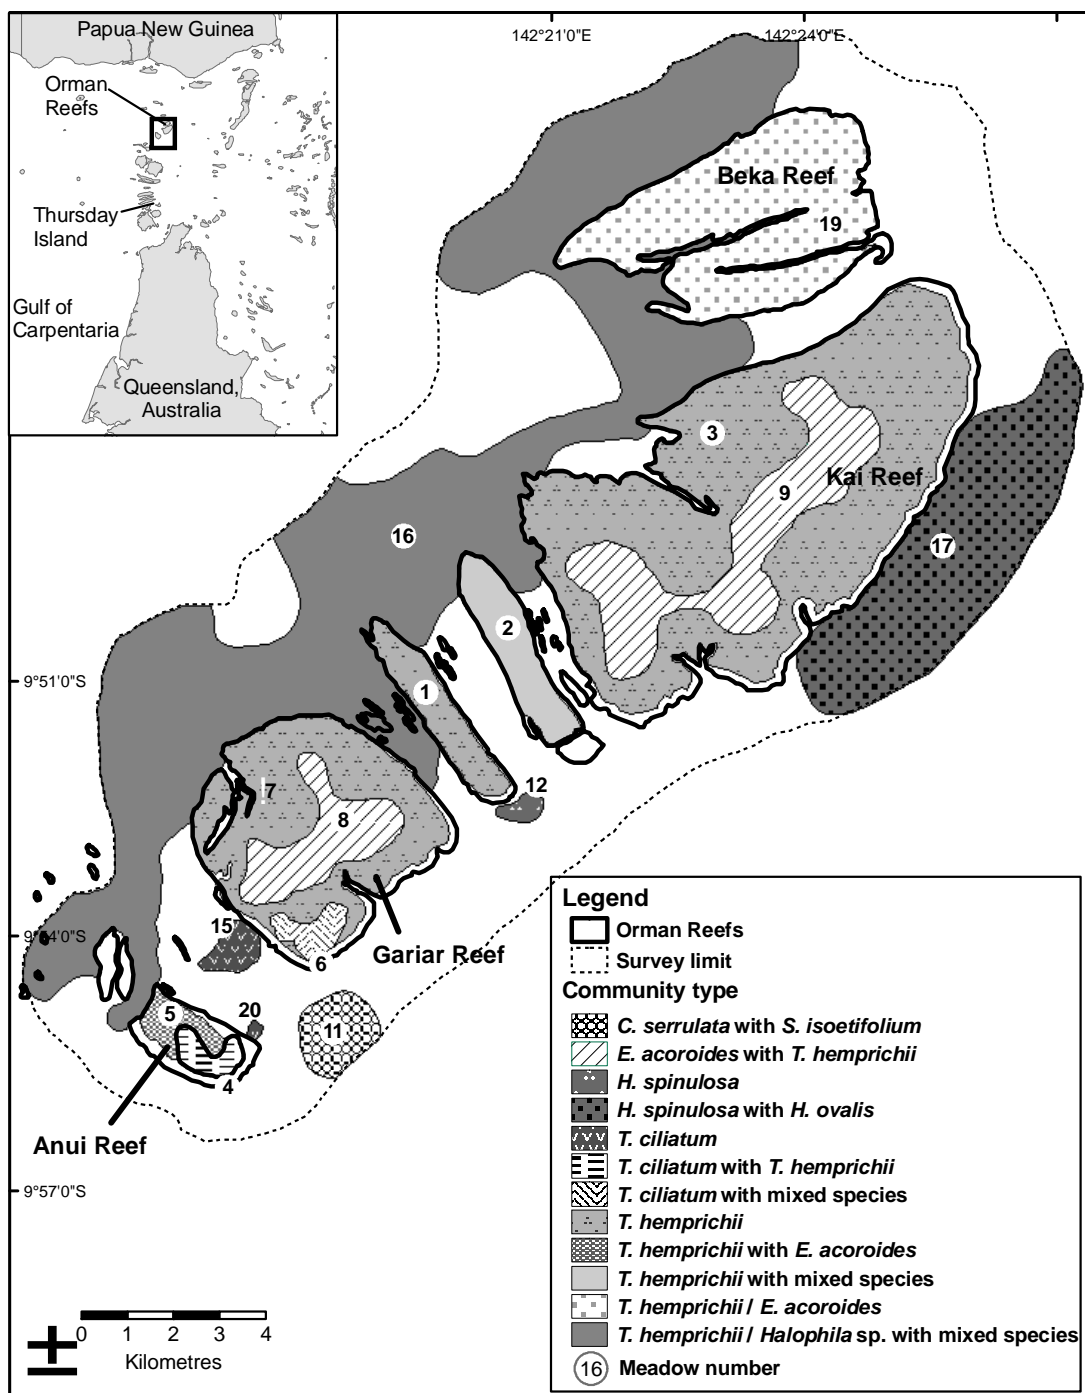 Papua New Guinea
Orman
Reefs
Thursday
Island
Gulf of
Carpentaria
Queensland,
Australia
142°21'0"E
142°24'0"E
Beka Reef
19
3
Kai Reef
9
16
17
2
9°51'0"S
1
12
!7
8
15
9°54'0"S
Gariar Reef
6
5
20
11
4
Anui Reef
9°57'0"S
0 1 2 3 4
Kilometres
Legend
Orman Reefs
Survey limit
Community type
C. serrulata with S. isoetifolium
E. acoroides with T. hemprichii
H. spinulosa
H. spinulosa with H. ovalis
T. ciliatum
T. ciliatum with T. hemprichii
T. ciliatum with mixed species
T. hemprichii
T. hemprichii with E. acoroides
T. hemprichii with mixed species
T. hemprichii / E. acoroides
T. hemprichii / Halophila sp. with mixed species
16 Meadow number